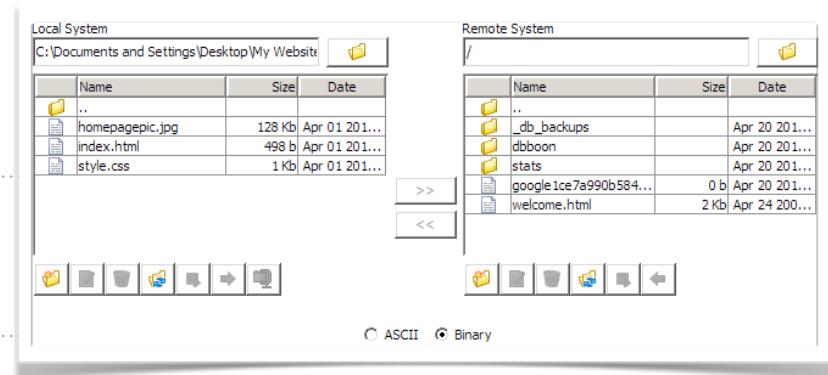 Local System
Remote System
C:\Documents and Settings\Desktop\My Website
/
Name Size Date
..
homepagepic.jpg 128 Kb Apr 01 201...
index.html 498 b Apr 01 201...
style.css 1 Kb Apr 01 201...
>>
<<
Name Size Date
..
_db_backups Apr 20 201...
dbboon Apr 20 201...
stats Apr 20 201...
google1ce7a990b584... 0 b Apr 20 201...
welcome.html 2 Kb Apr 24 200...
ASCII Binary